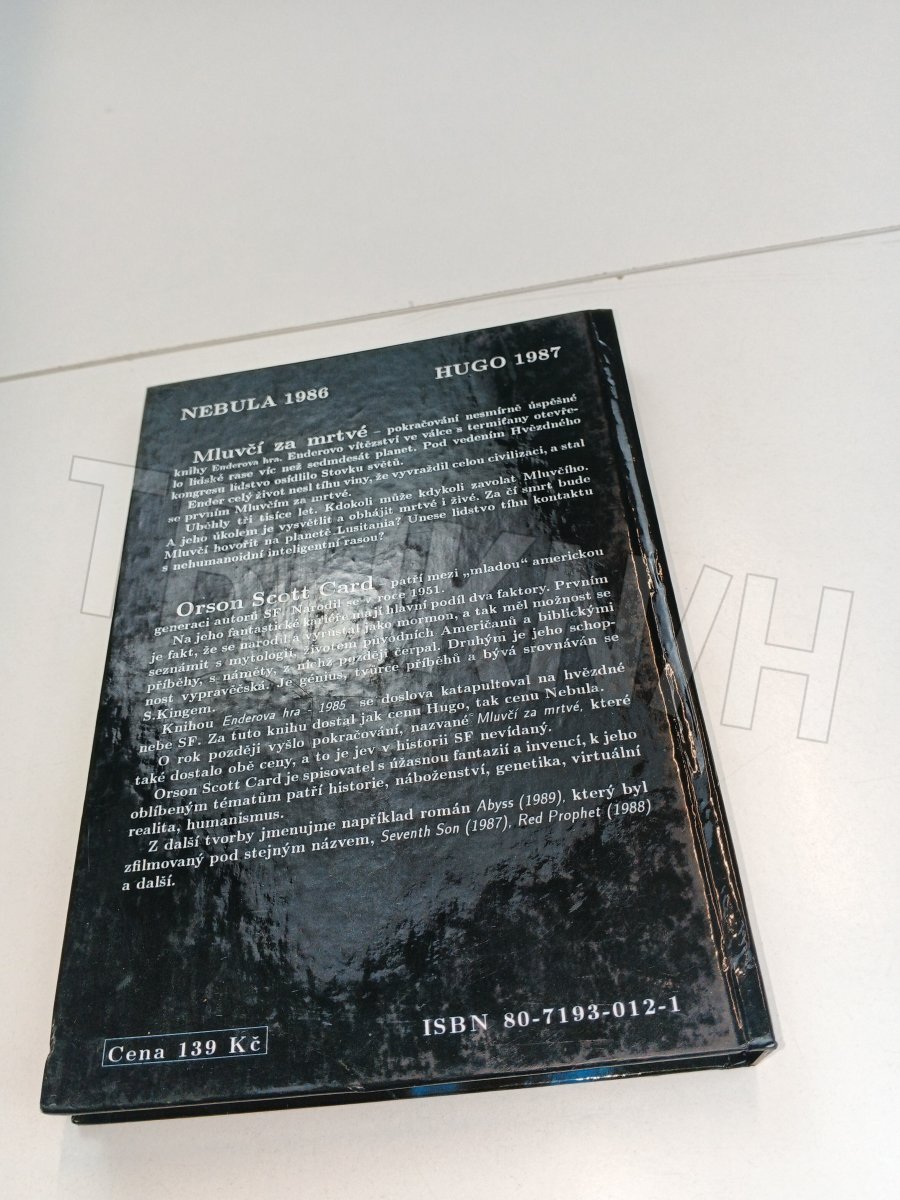 NEBULA 1986
HUGO 1987
Mluvčí za mrtvé – pokračování nesmírně úspěšné
knihy Enderova hra. Enderovo vítězství ve válce s termiťany otevře-
lo lidské rase víc než sedmdesát planet. Pod vedením Hvězdného
kongresu lidstvo osídlilo Stovku světů.
Ender celý život nesl tíhu viny, že vyvraždil celou civilizaci, a stal
se prvním Mluvčím za mrtvé.
Uběhly tři tisíce let. Kdokoli může kdykoli zavolat Mluvčího.
A jeho úkolem je vysvětlit a obhájit mrtvé i živé. Za čí smrt bude
Mluvčí hovořit na planetě Lusitania? Unese lidstvo tíhu kontaktu
s nehumanoidní inteligentní rasou?
Orson Scott Card – patří mezi „mladou“ americkou
generaci autorů SF. Narodil se v roce 1951.
Na jeho fantastické kariéře mají hlavní podíl dva faktory. Prvním
je fakt, že se narodil a vyrůstal jako mormon, a tak měl možnost se
seznámit s mytologií, životem původních Američanů a biblickými
příběhy, s náměty, z nichž později čerpal. Druhým je jeho schop-
nost vypravěčská. Je génius, tvůrce příběhů a bývá srovnáván se
S.Kingem.
Knihou Enderova hra - 1985 se doslova katapultoval na hvězdné
nebe SF. Za tuto knihu dostal jak cenu Hugo, tak cenu Nebula.
O rok později vyšlo pokračování, nazvané Mluvčí za mrtvé, které
také dostalo obě ceny, a to je jev v historii SF nevídaný.
Orson Scott Card je spisovatel s úžasnou fantazií a invencí, k jeho
oblíbeným tématům patří historie, náboženství, genetika, virtuální
realita, humanismus.
Z další tvorby jmenujme například román Abyss (1989), který byl
zfilmovaný pod stejným názvem, Seventh Son (1987), Red Prophet (1988)
a další.
Cena 139 Kč
ISBN 80-7193-012-1